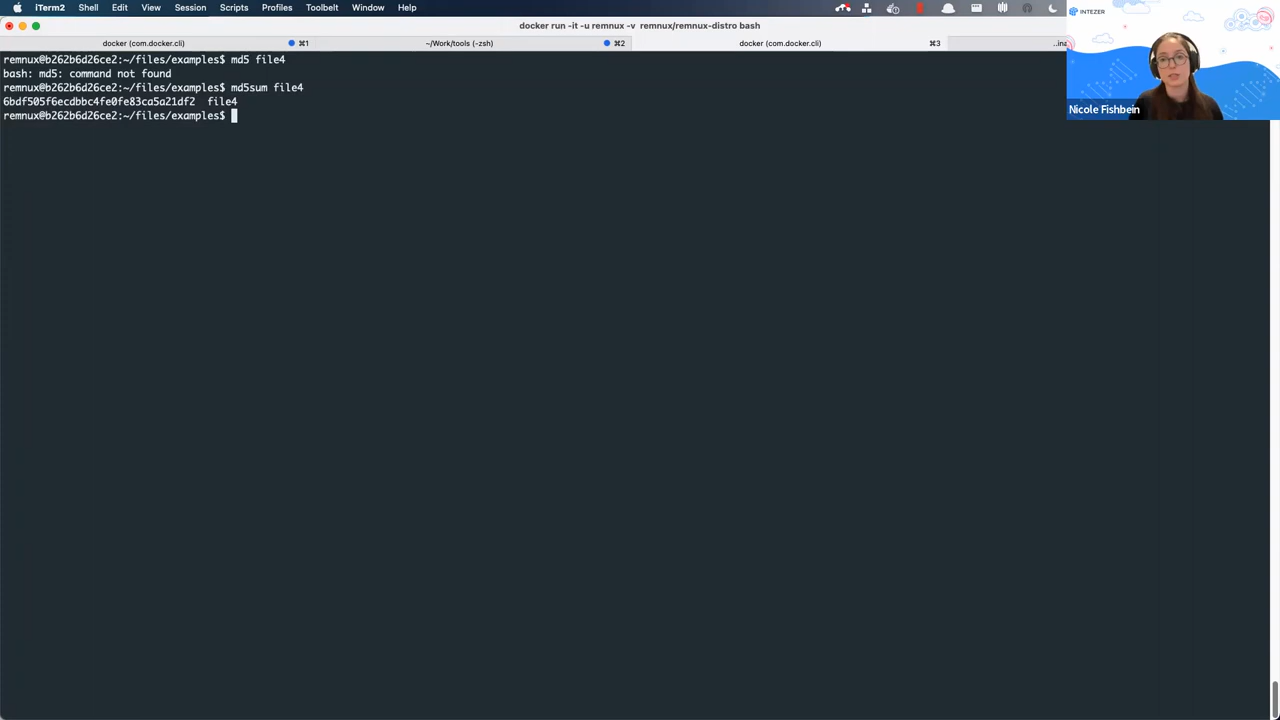 iTerm2 Shell Edit View Session Scripts Profiles Toolbelt Window Help
docker run -it -u remnux -v  remnux/remnux-distro bash
docker (com.docker.cli) ⌘1 ~/Work/tools (-zsh) ⌘2 docker (com.docker.cli) ⌘3 ..ina
remnux@b262b6d26ce2:~/files/examples$ md5 file4
bash: md5: command not found
remnux@b262b6d26ce2:~/files/examples$ md5sum file4
6bdf505f6ecdbbc4fe0fe83ca5a21df2  file4
remnux@b262b6d26ce2:~/files/examples$
INTEZER
Nicole Fishbein